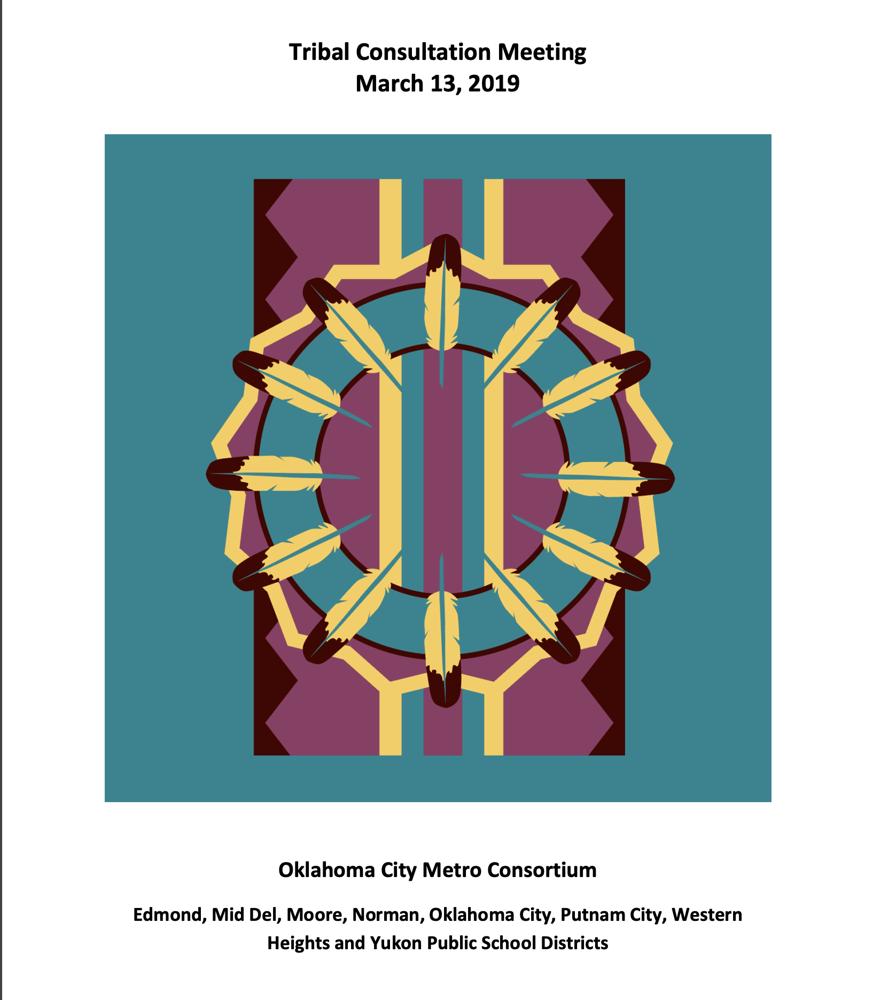 Tribal Consultation Meeting
March 13, 2019
Oklahoma City Metro Consortium
Edmond, Mid Del, Moore, Norman, Oklahoma City, Putnam City, Western
Heights and Yukon Public School Districts